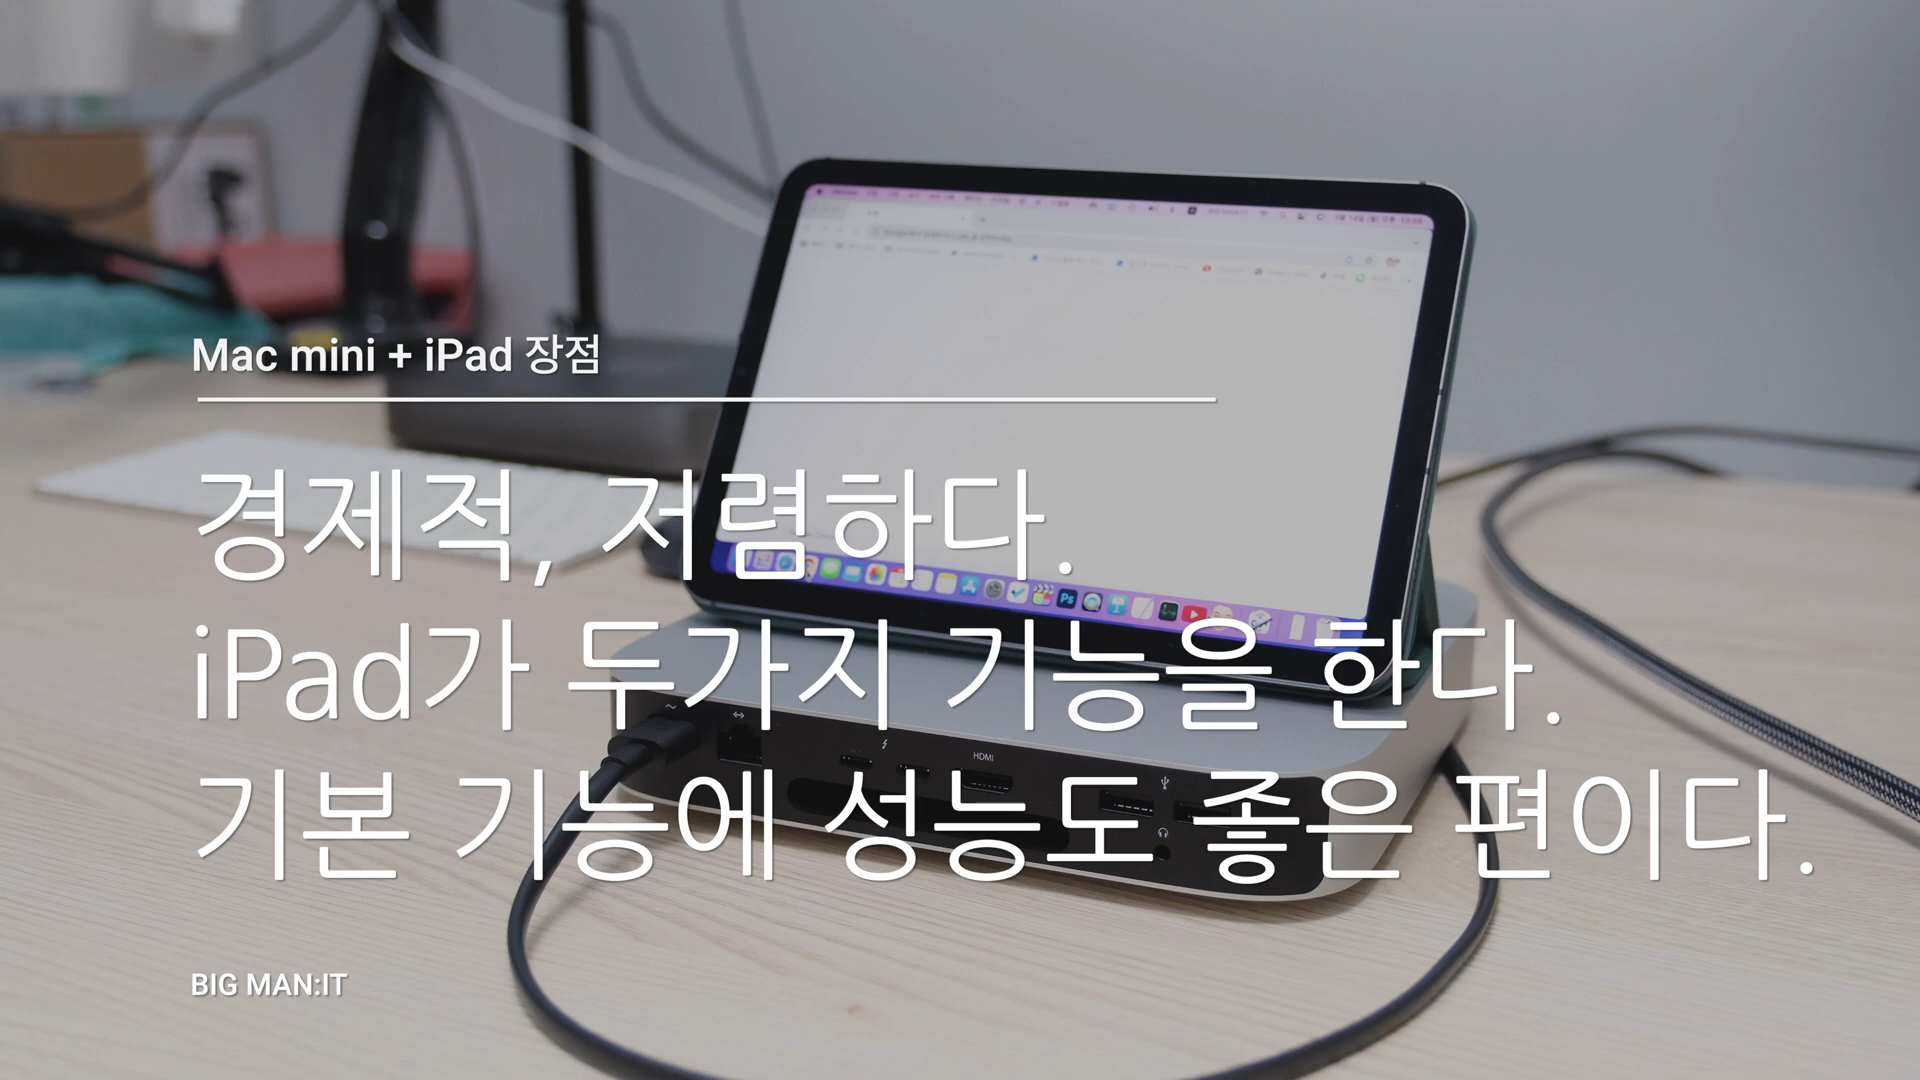 Mac mini + iPad 장점
경제적, 저렴하다.
iPad가 두가지 기능을 한다.
기본 기능에 성능도 좋은 편이다.
HDMI
Ps
BIG MAN:IT